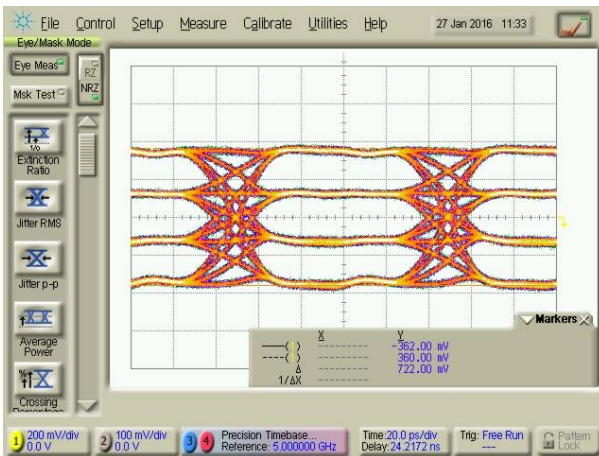 File Control Setup Measure Calibrate Utilities Help 27 Jan 2016 11:33
Eye/Mask Mode
Eye Meas
RZ
NRZ
Msk Test
1/0
Extinction
Ratio
Jitter RMS
Jitter p-p
Average
Power
%
Crossing
Percentage
Markers
X Y
-362.00 mV
360.00 mV
Δ 722.00 mV
1/ΔX
1 200 mV/div
0.0 V
2 100 mV/div
0.0 V
3 4 Precision Timebase...
Reference: 5.000000 GHz
Time:20.0 ps/div
Delay:24.2172 ns
Trig: Free Run
---
Pattern
Lock